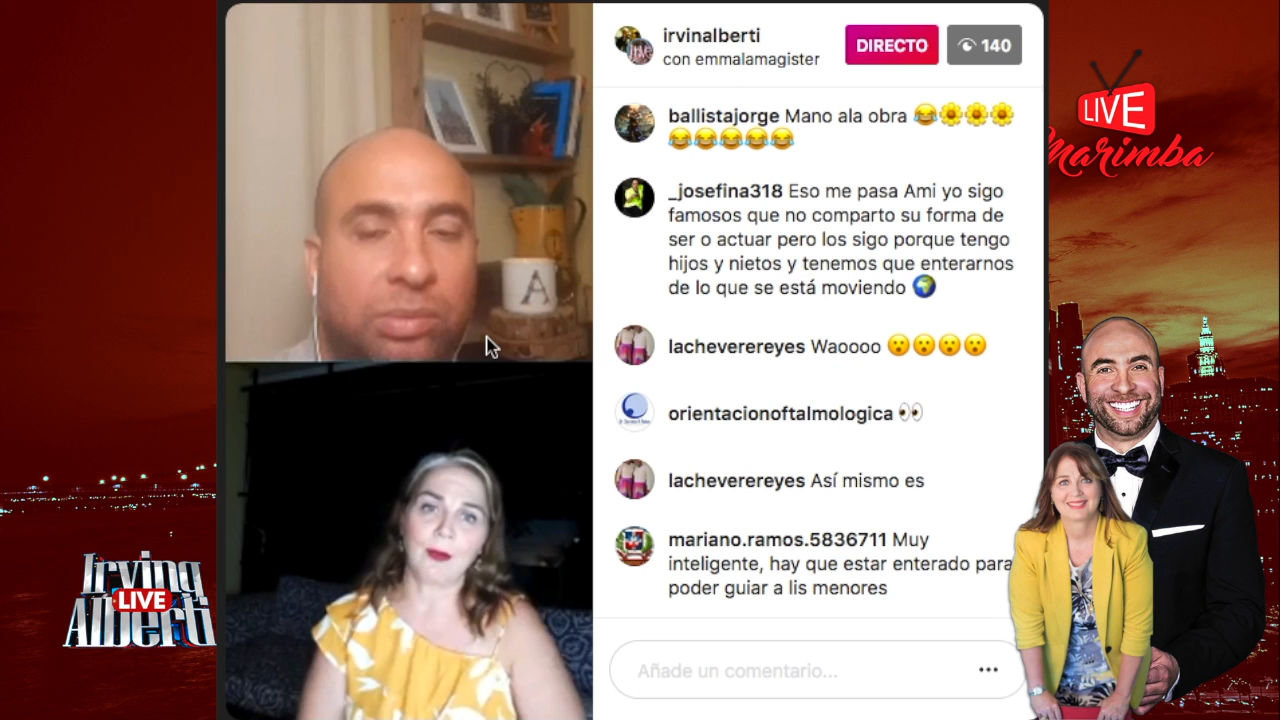 irvinalberti
con emmalamagister
DIRECTO
140
ballistajorge Mano ala obra 😂🌼🌼🌼
😂😂😂😂😂
_josefina318 Eso me pasa Ami yo sigo
famosos que no comparto su forma de
ser o actuar pero los sigo porque tengo
hijos y nietos y tenemos que enterarnos
de lo que se está moviendo 🌍
lacheverereyes Waoooo 😮😮😮😮
orientacionoftalmologica 👀
lacheverereyes Así mismo es
mariano.ramos.5836711 Muy
inteligente, hay que estar enterado para
poder guiar a lis menores
Añade un comentario...
LIVE
Marimba
A
Irving
LIVE
Alberti